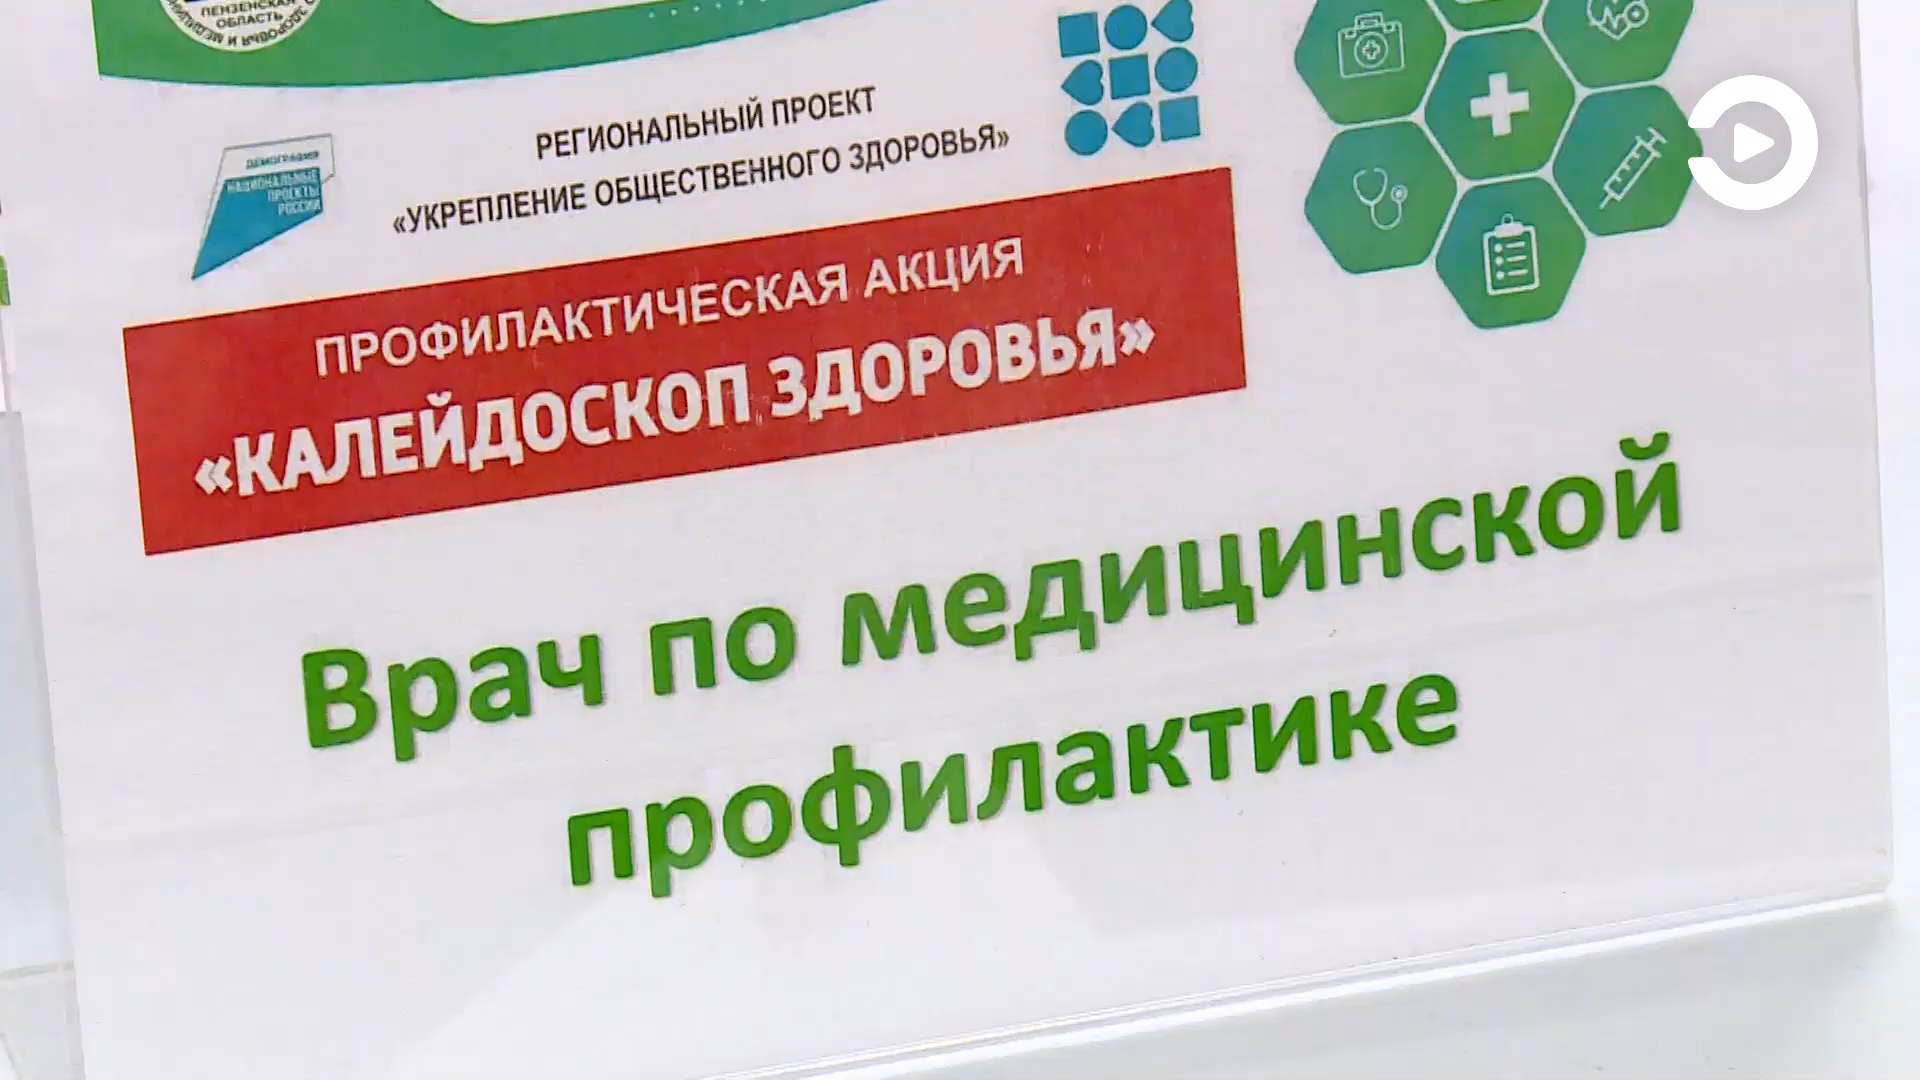 ПЕНЗЕНСКАЯ
ОБЛАСТЬ
РЕГИОНАЛЬНЫЙ ПРОЕКТ
«УКРЕПЛЕНИЕ ОБЩЕСТВЕННОГО ЗДОРОВЬЯ»
ДЕМОГРАФИЯ
НАЦИОНАЛЬНЫЕ
ПРОЕКТЫ
РОССИИ
ПРОФИЛАКТИЧЕСКАЯ АКЦИЯ
«КАЛЕЙДОСКОП ЗДОРОВЬЯ»
Врач по медицинской
профилактике